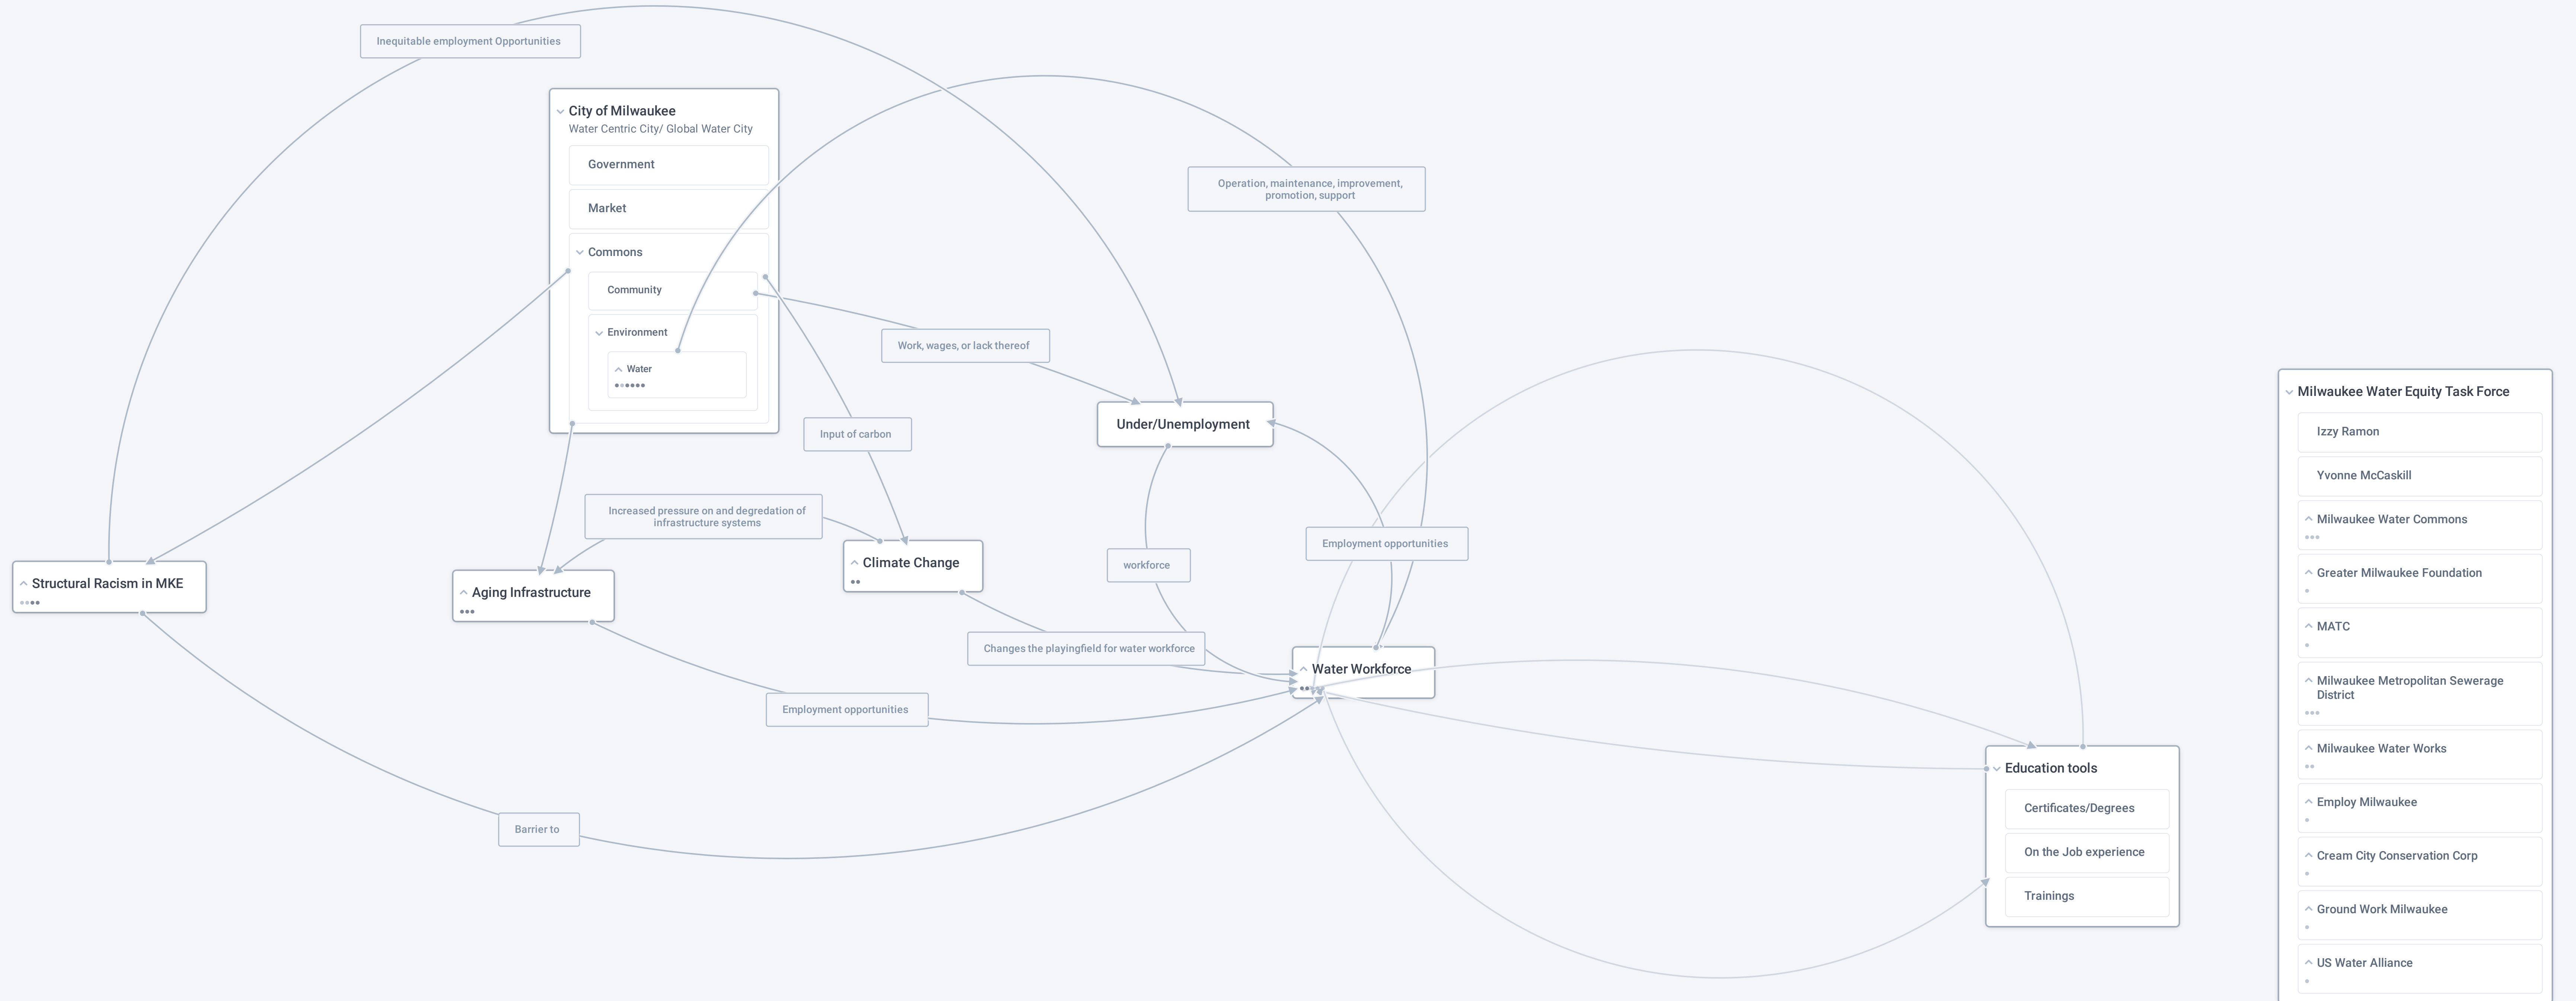 Inequitable employment Opportunities
City of Milwaukee
Water Centric City/ Global Water City
Government
Market
Commons
Community
Environment
Water
Operation, maintenance, improvement,
promotion, support
Work, wages, or lack thereof
Under/Unemployment
Input of carbon
Increased pressure on and degredation of
infrastructure systems
Climate Change
Structural Racism in MKE
Aging Infrastructure
workforce
Employment opportunities
Changes the playingfield for water workforce
Water Workforce
Employment opportunities
Barrier to
Education tools
Certificates/Degrees
On the Job experience
Trainings
Milwaukee Water Equity Task Force
Izzy Ramon
Yvonne McCaskill
Milwaukee Water Commons
Greater Milwaukee Foundation
MATC
Milwaukee Metropolitan Sewerage
District
Milwaukee Water Works
Employ Milwaukee
Cream City Conservation Corp
Ground Work Milwaukee
US Water Alliance